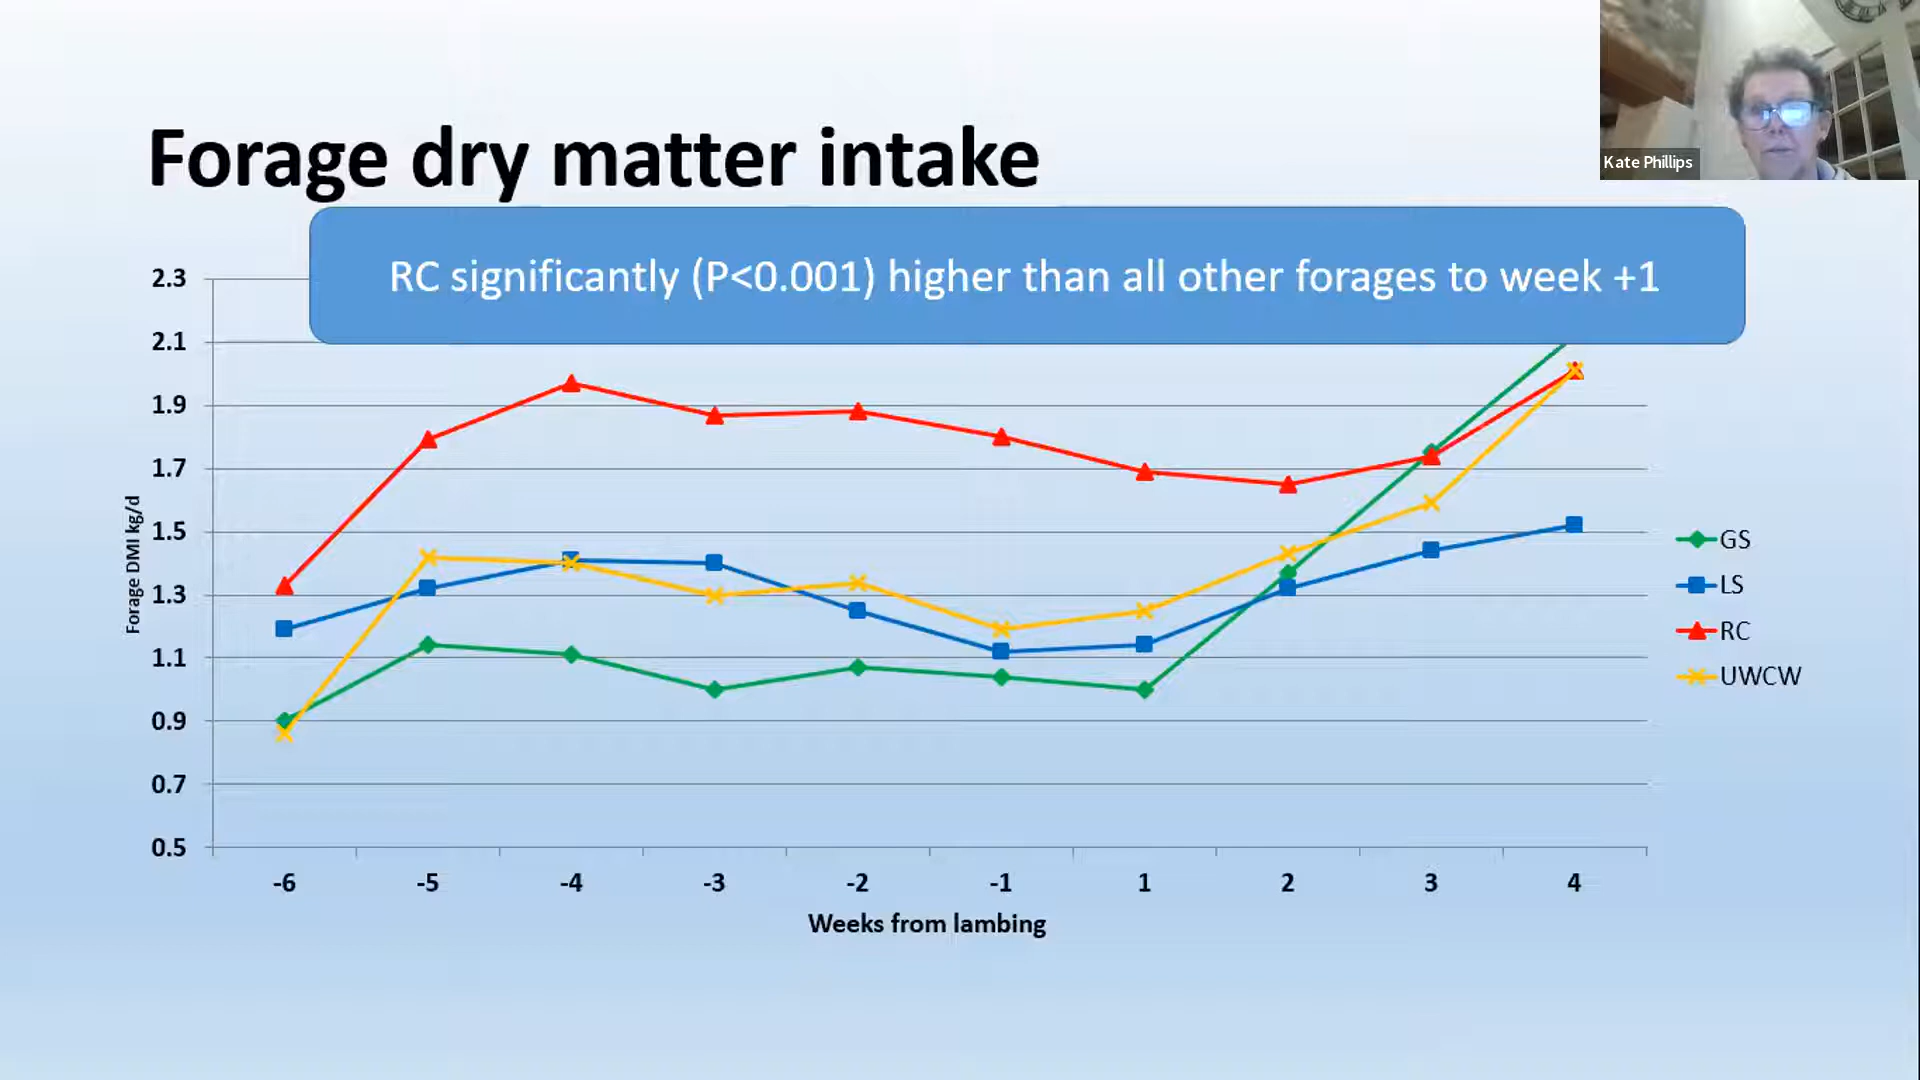 Kate Phillips
Forage dry matter intake
RC significantly (P<0.001) higher than all other forages to week +1
2.3
2.1
1.9
1.7
1.5
1.3
1.1
0.9
0.7
0.5
Forage DMI kg/d
-6 -5 -4 -3 -2 -1 1 2 3 4
Weeks from lambing
GS
LS
RC
UWCW